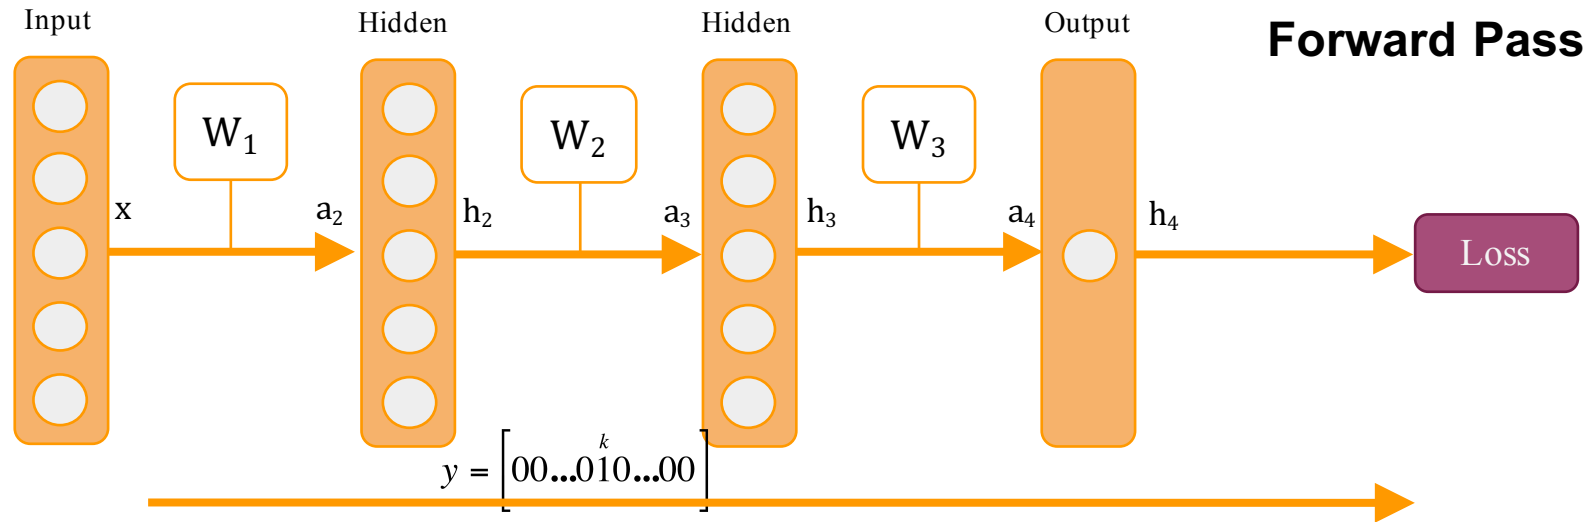 Input
Hidden
Hidden
Output
Forward Pass
W₁
W₂
W₃
x
a₂
h₂
a₃
h₃
a₄
h₄
Loss
k
y = [00...010...00]